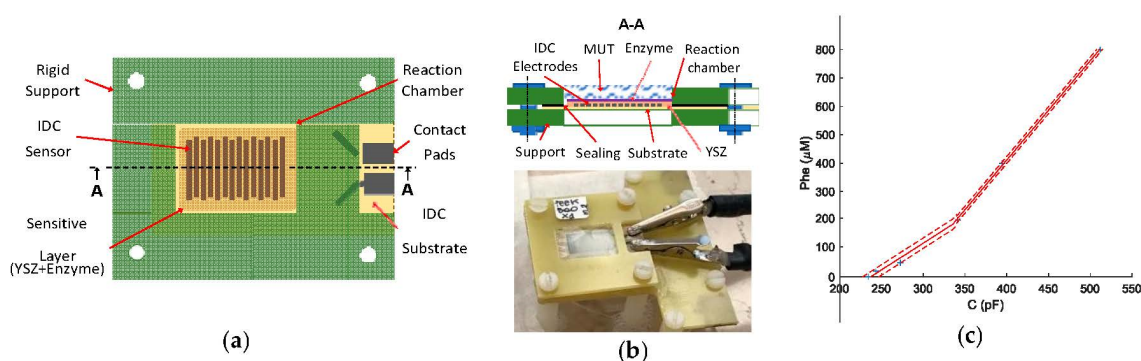 Rigid
Support
IDC
Sensor
A
Sensitive
Layer
(YSZ+Enzyme)
Reaction
Chamber
Contact
Pads
A
IDC
Substrate
(a)
A-A
IDC
Electrodes
MUT
Enzyme
Reaction
chamber
Support
Sealing
Substrate
YSZ
(b)
Phe (µM)
800
700
600
500
400
300
200
100
0
200
250
300
350
400
450
500
550
C (pF)
(c)